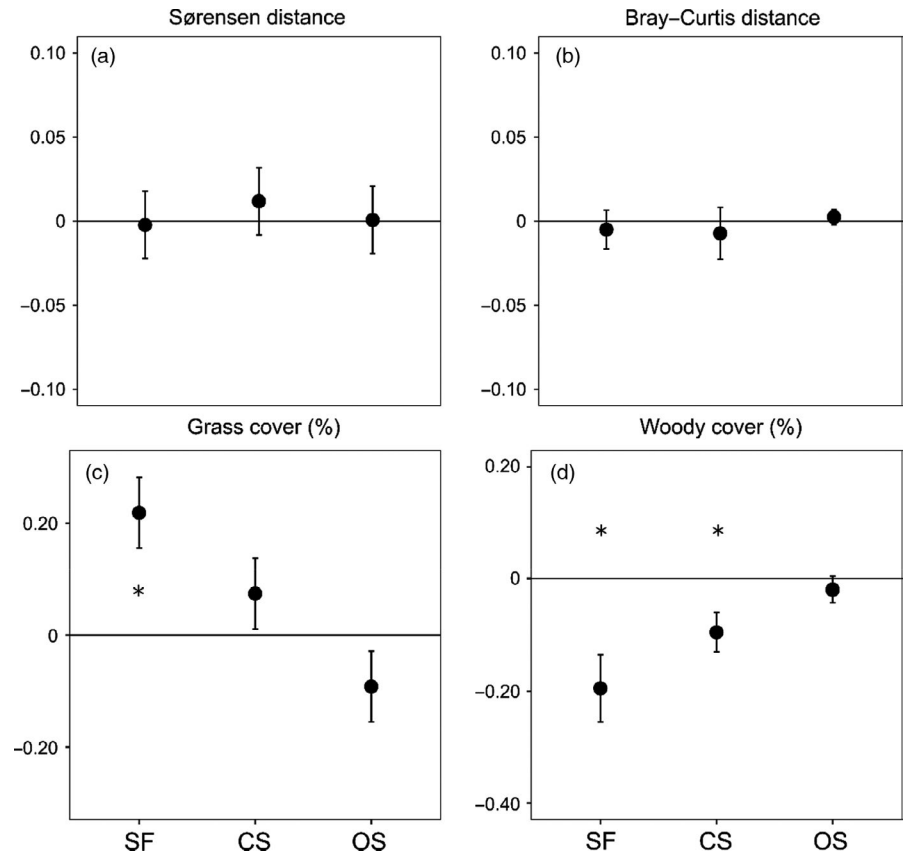 Sørensen distance
(a)
0.10
0.05
0
−0.05
−0.10
Bray–Curtis distance
(b)
0.10
0.05
0
−0.05
−0.10
Grass cover (%)
(c)
0.20
*
0
−0.20
SF CS OS
Woody cover (%)
(d)
0.20
* *
0
−0.20
−0.40
SF CS OS